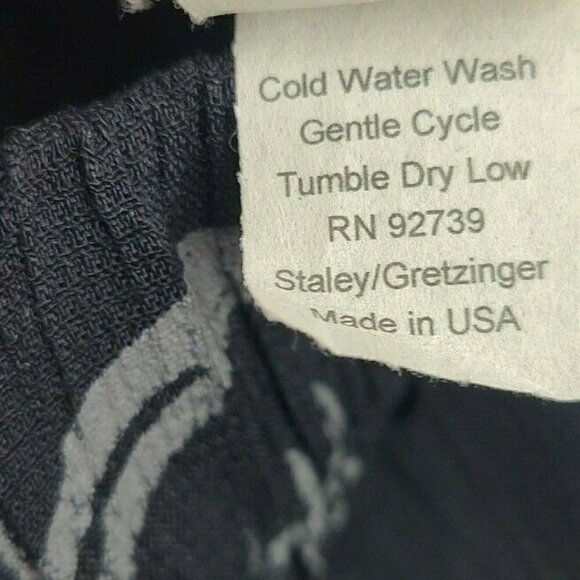 Cold Water Wash
Gentle Cycle
Tumble Dry Low
RN 92739
Staley/Gretzinger
Made in USA